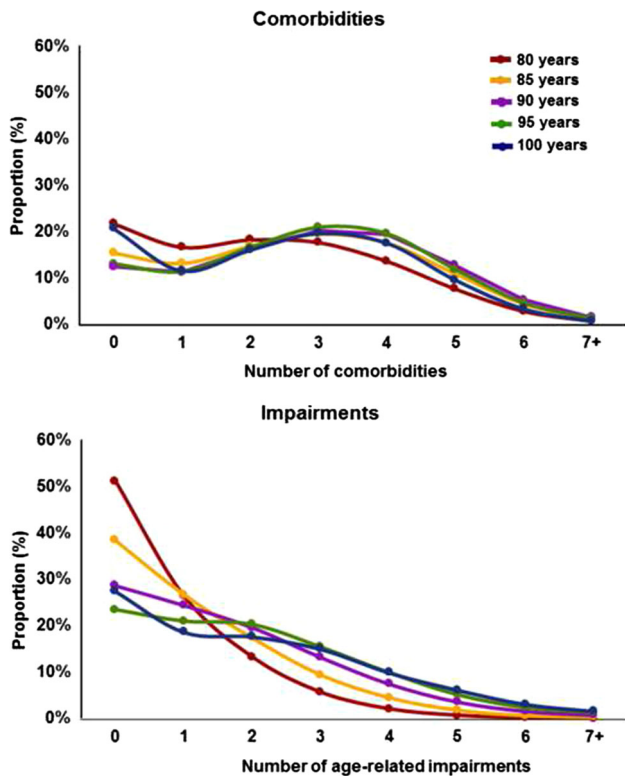 Comorbidities
60%
50%
40%
30%
20%
10%
0%
Proportion (%)
80 years
85 years
90 years
95 years
100 years
0 1 2 3 4 5 6 7+
Number of comorbidities
Impairments
60%
50%
40%
30%
20%
10%
0%
Proportion (%)
0 1 2 3 4 5 6 7+
Number of age-related impairments